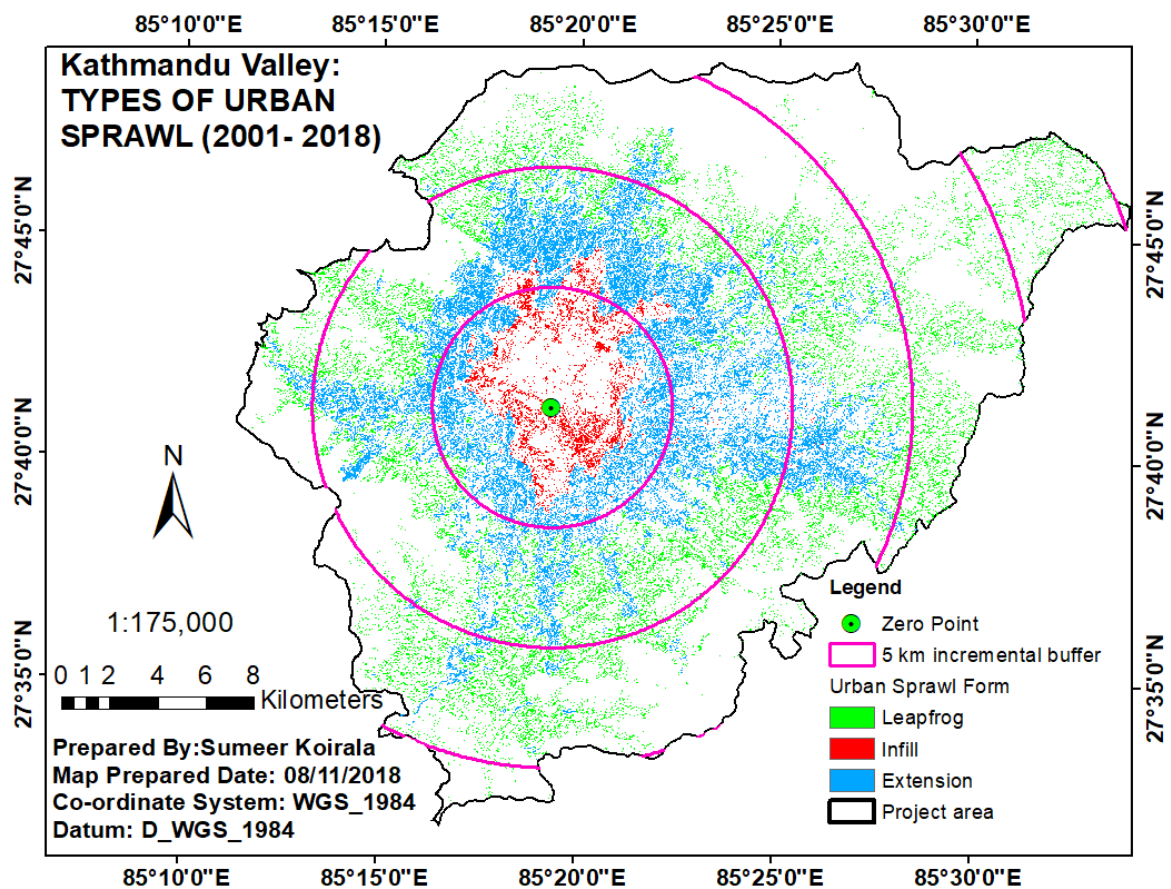 85°10'0"E 85°15'0"E 85°20'0"E 85°25'0"E 85°30'0"E
Kathmandu Valley:
TYPES OF URBAN
SPRAWL (2001- 2018)
27°45'0"N 27°45'0"N
27°40'0"N 27°40'0"N
N
1:175,000
0 1 2 4 6 8
Kilometers
27°35'0"N 27°35'0"N
Legend
Zero Point
5 km incremental buffer
Urban Sprawl Form
Leapfrog
Infill
Extension
Project area
Prepared By:Sumeer Koirala
Map Prepared Date: 08/11/2018
Co-ordinate System: WGS_1984
Datum: D_WGS_1984
85°10'0"E 85°15'0"E 85°20'0"E 85°25'0"E 85°30'0"E